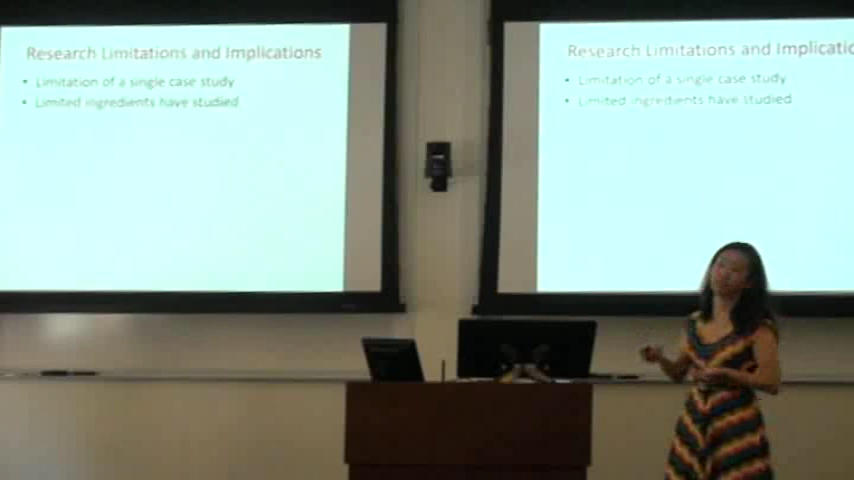 Research Limitations and Implications
• Limitation of a single case study
• Limited ingredients have studied
Research Limitations and Implicatio
• Limitation of a single case study
• Limited ingredients have studied